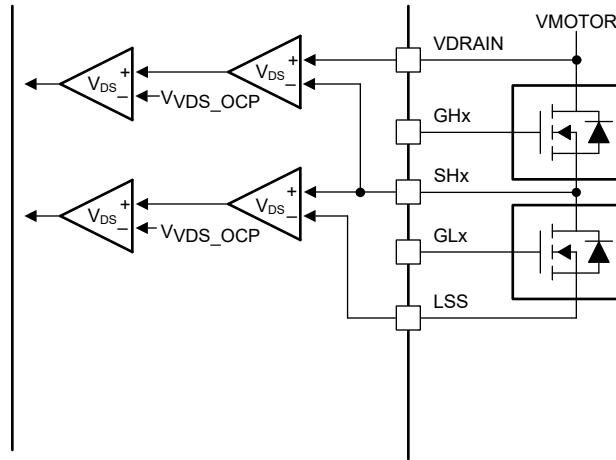 VMOTOR
VDRAIN
+
VDS
–
VVDS_OCP
+
VDS
–
GHx
SHx
+
VDS
–
VVDS_OCP
+
VDS
–
GLx
LSS